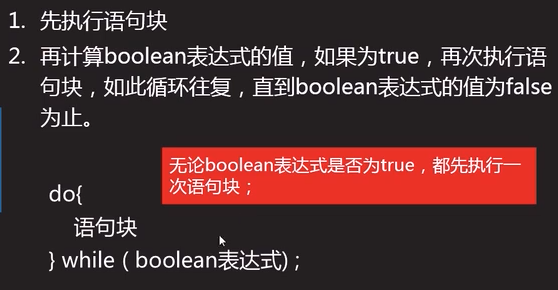 1. 先执行语句块
2. 再计算boolean表达式的值，如果为true，再次执行语
句块，如此循环往复，直到boolean表达式的值为false
为止。
无论boolean表达式是否为true，都先执行一
次语句块；
do{
语句块
} while ( boolean表达式) ;